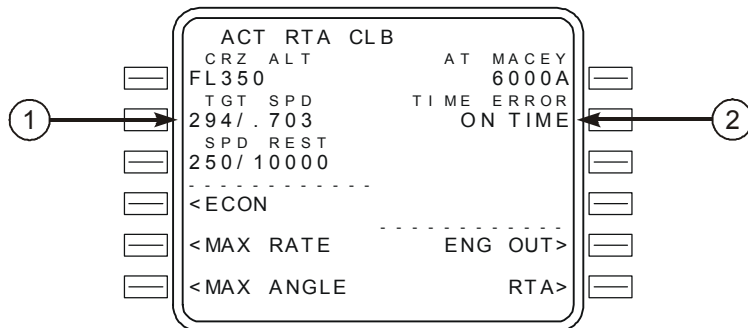 ACT RTA CLB
CRZ ALT AT MACEY
FL350 6000A
TGT SPD TIME ERROR
1 294/.703 ON TIME 2
SPD REST
250/10000
------------
<ECON
------------
<MAX RATE ENG OUT>
<MAX ANGLE RTA>